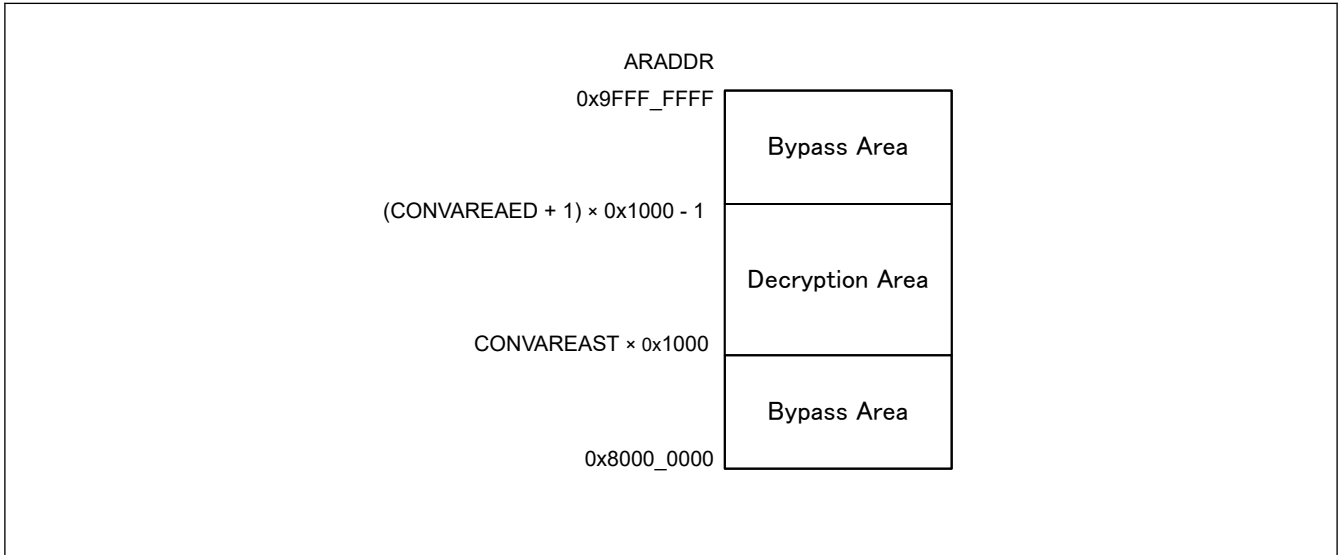 ARADDR
0x9FFF_FFFF
Bypass Area
(CONVAREAED + 1) × 0x1000 - 1
Decryption Area
CONVAREAST × 0x1000
Bypass Area
0x8000_0000